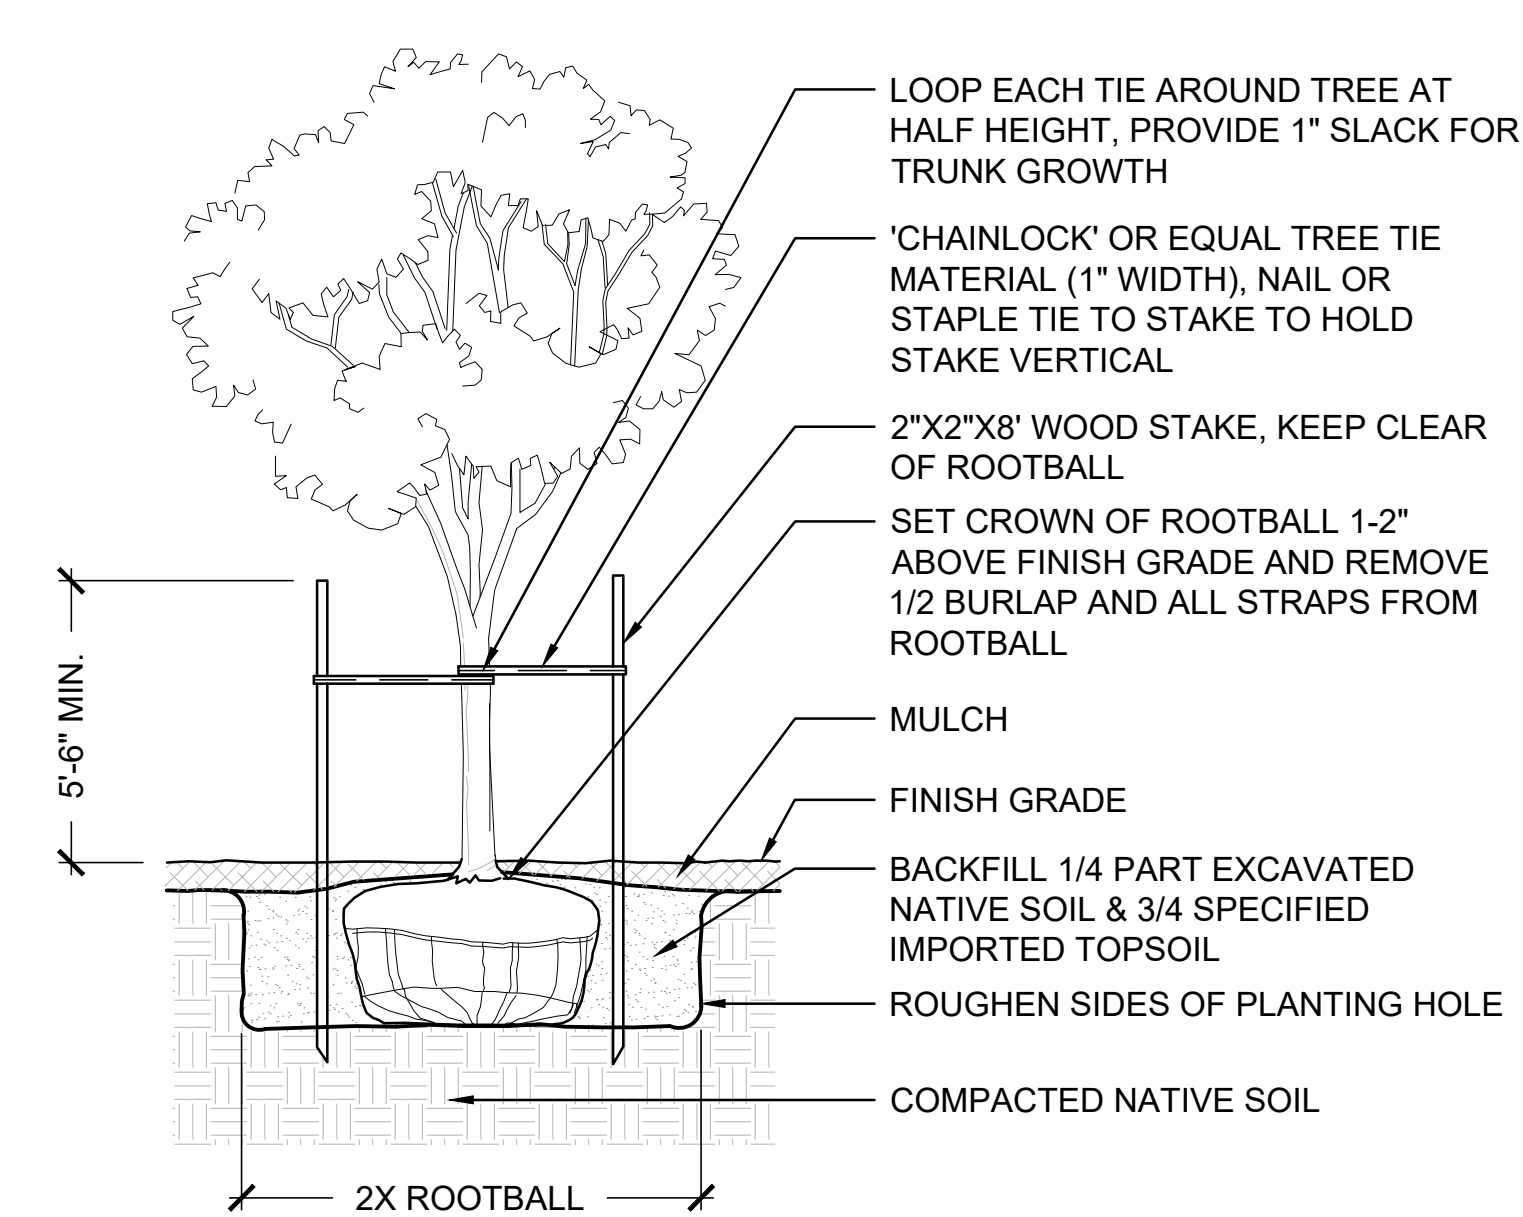 LOOP EACH TIE AROUND TREE AT
HALF HEIGHT, PROVIDE 1" SLACK FOR
TRUNK GROWTH
'CHAINLOCK' OR EQUAL TREE TIE
MATERIAL (1" WIDTH), NAIL OR
STAPLE TIE TO STAKE TO HOLD
STAKE VERTICAL
2"X2"X8' WOOD STAKE, KEEP CLEAR
OF ROOTBALL
SET CROWN OF ROOTBALL 1-2"
ABOVE FINISH GRADE AND REMOVE
1/2 BURLAP AND ALL STRAPS FROM
ROOTBALL
5'-6" MIN.
MULCH
FINISH GRADE
BACKFILL 1/4 PART EXCAVATED
NATIVE SOIL & 3/4 SPECIFIED
IMPORTED TOPSOIL
ROUGHEN SIDES OF PLANTING HOLE
COMPACTED NATIVE SOIL
2X ROOTBALL